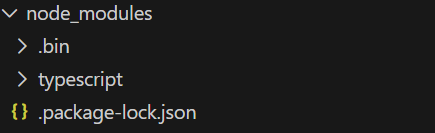 node_modules
.bin
typescript
{} .package-lock.json